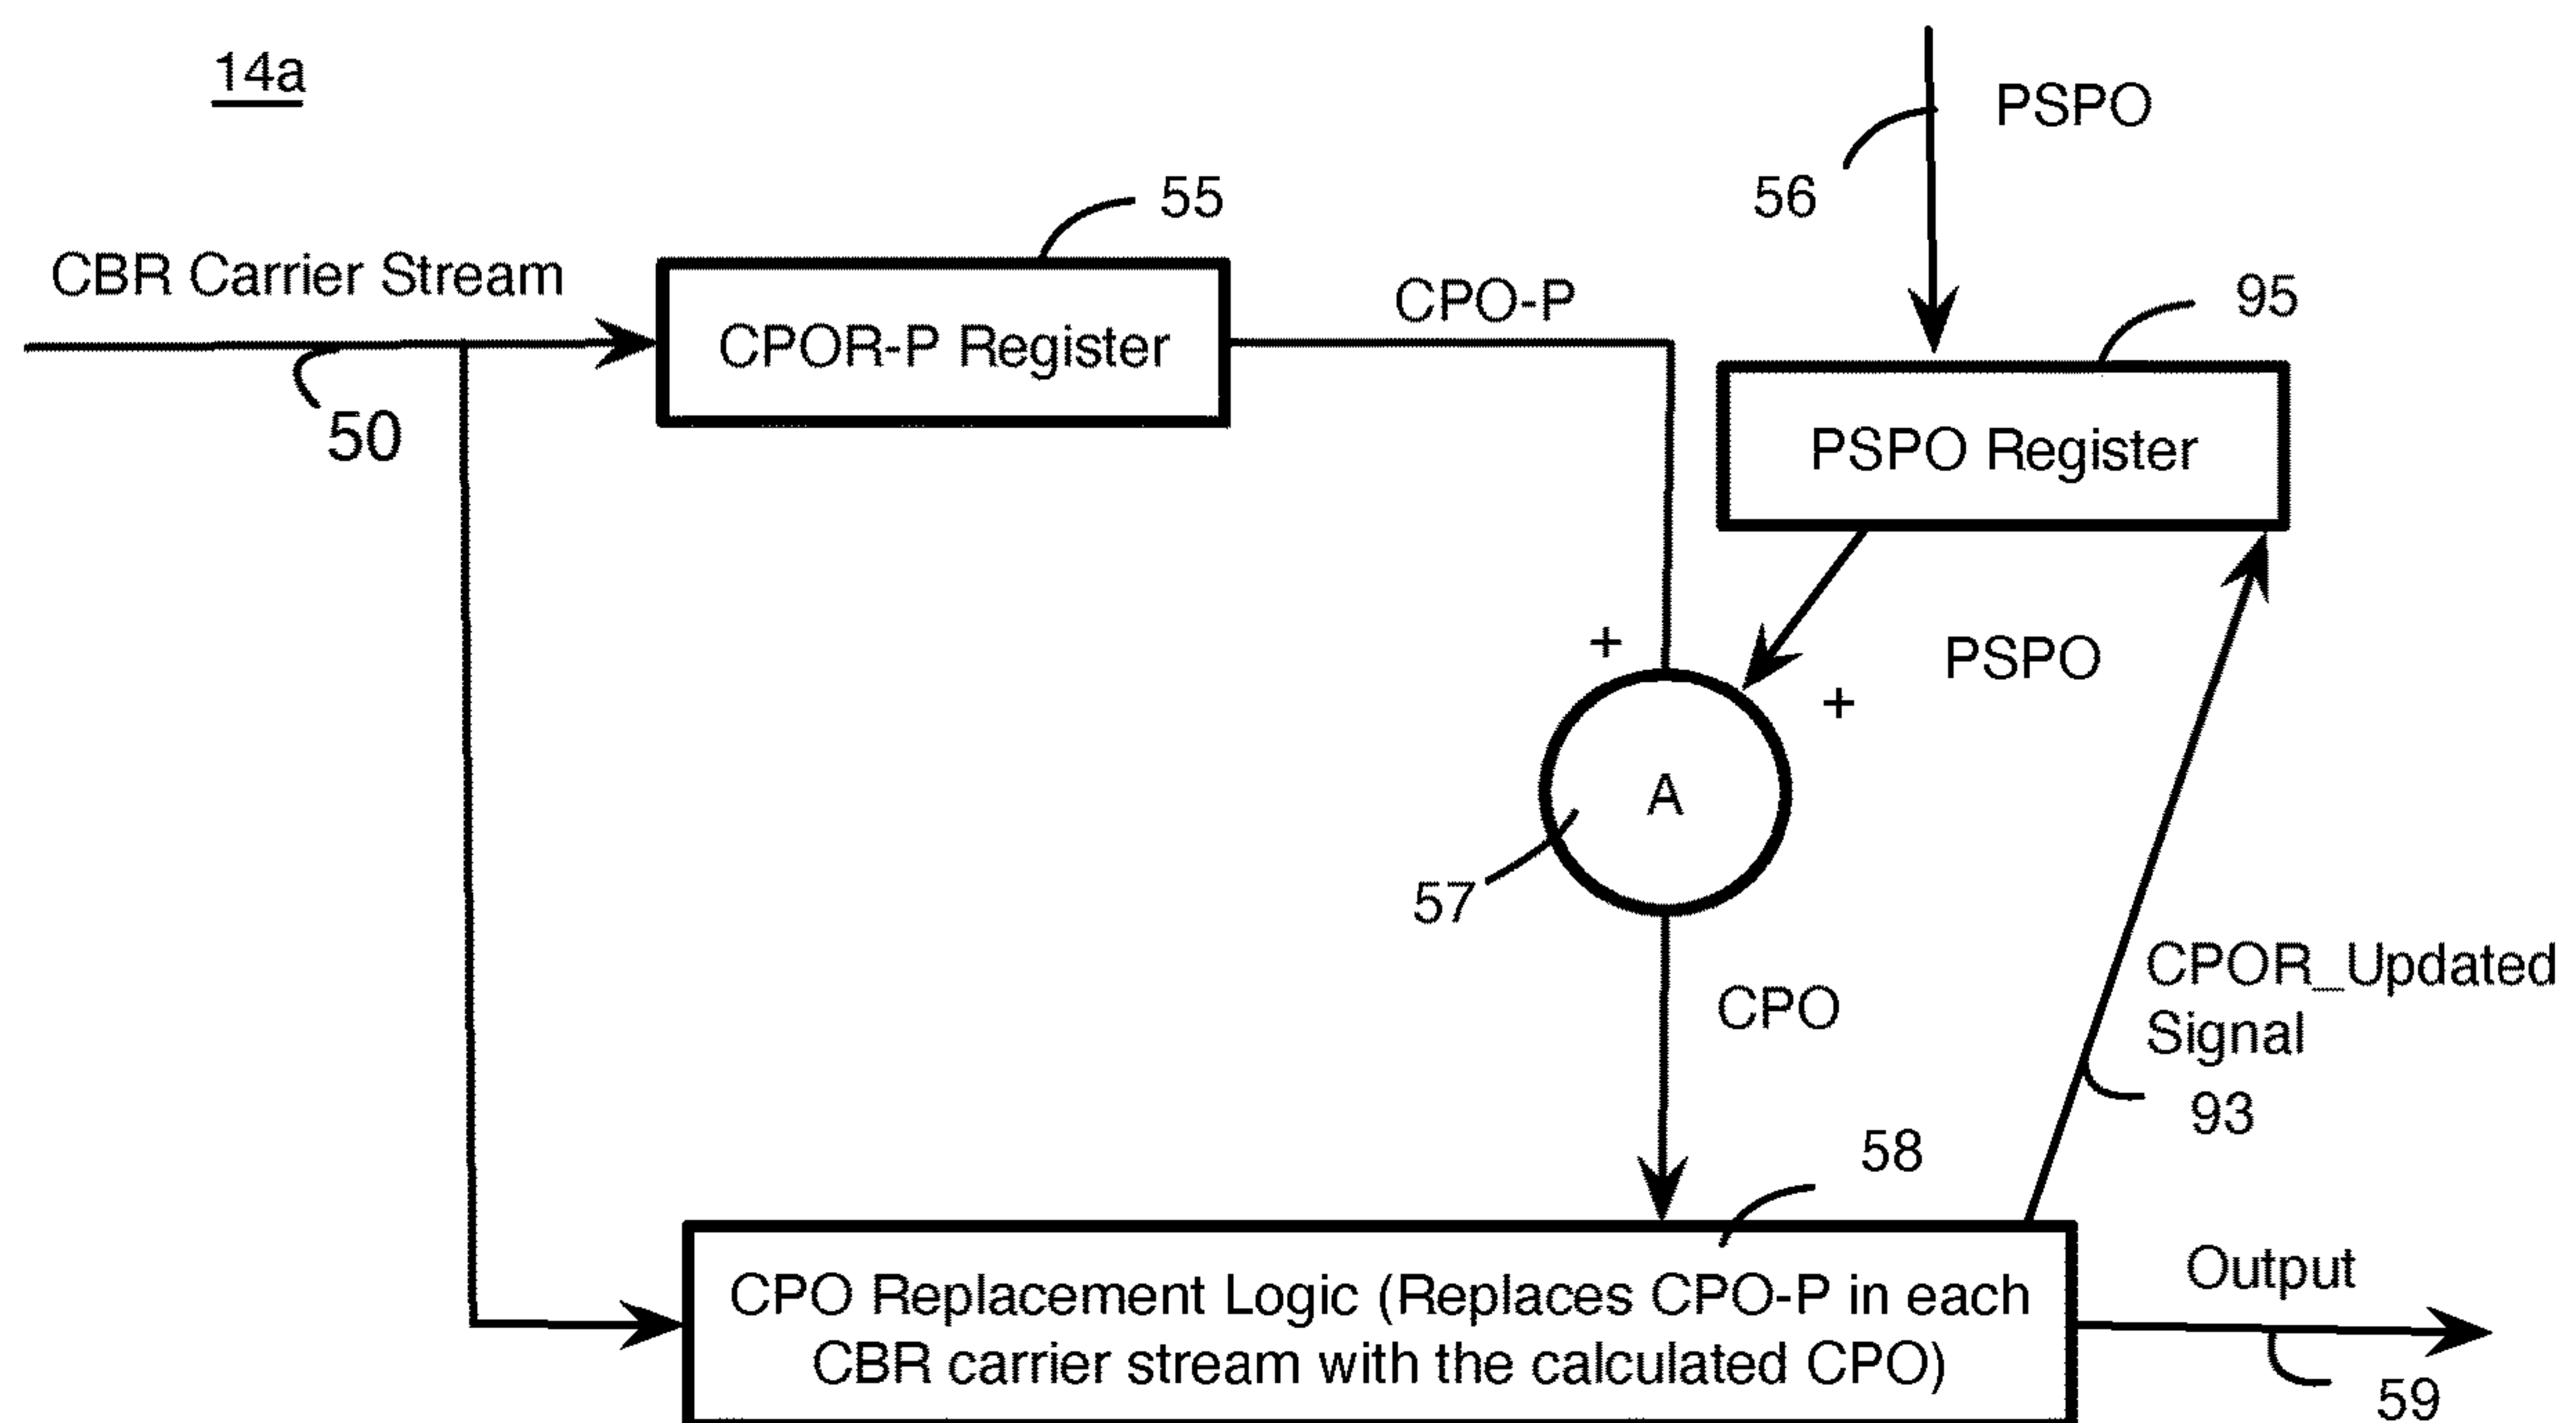 14a
PSPO
56
55
CBR Carrier Stream
CPOR-P Register
CPO-P
95
50
PSPO Register
+
PSPO
+
A
57
CPO
CPOR_Updated
Signal
93
58
CPO Replacement Logic (Replaces CPO-P in each
CBR carrier stream with the calculated CPO)
Output
59